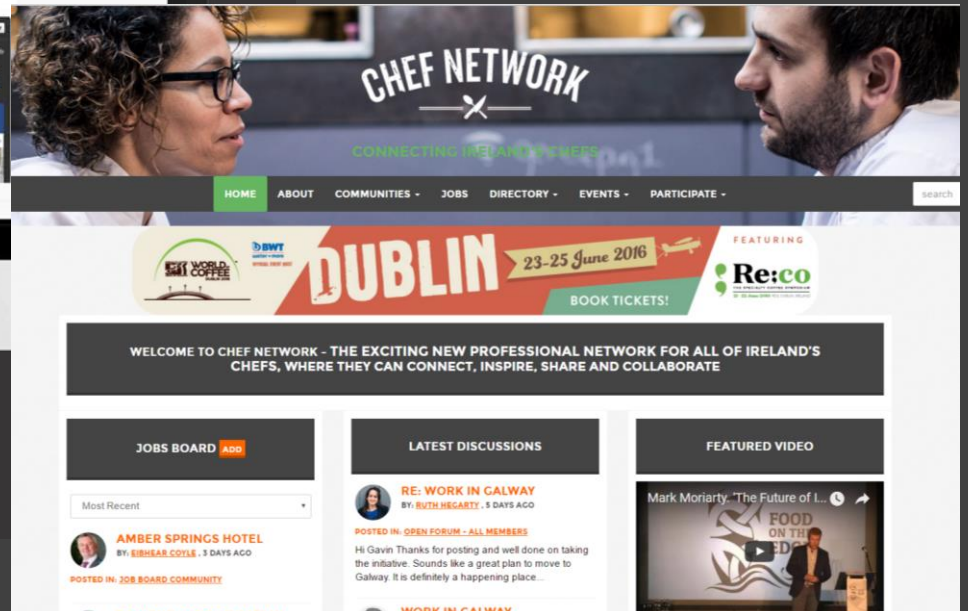 CHEF NETWORK
CONNECTING IRELAND'S CHEFS
HOME ABOUT COMMUNITIES JOBS DIRECTORY EVENTS PARTICIPATE search
WORLD of COFFEE
DUBLIN 2016
BWT
DUBLIN
23-25 June 2016
BOOK TICKETS!
FEATURING
Re:co
WELCOME TO CHEF NETWORK - THE EXCITING NEW PROFESSIONAL NETWORK FOR ALL OF IRELAND'S
CHEFS, WHERE THEY CAN CONNECT, INSPIRE, SHARE AND COLLABORATE
JOBS BOARD ADD
Most Recent
AMBER SPRINGS HOTEL
BY: EIBHEAR COYLE , 3 DAYS AGO
POSTED IN: JOB BOARD COMMUNITY
LATEST DISCUSSIONS
RE: WORK IN GALWAY
BY: RUTH HEGARTY , 5 DAYS AGO
POSTED IN: OPEN FORUM - ALL MEMBERS
Hi Gavin Thanks for posting and well done on taking
the initiative. Sounds like a great plan to move to
Galway. It is definitely a happening place...
WORK IN GALWAY
FEATURED VIDEO
Mark Moriarty. 'The Future of I...
FOOD
ON THE
EDGE